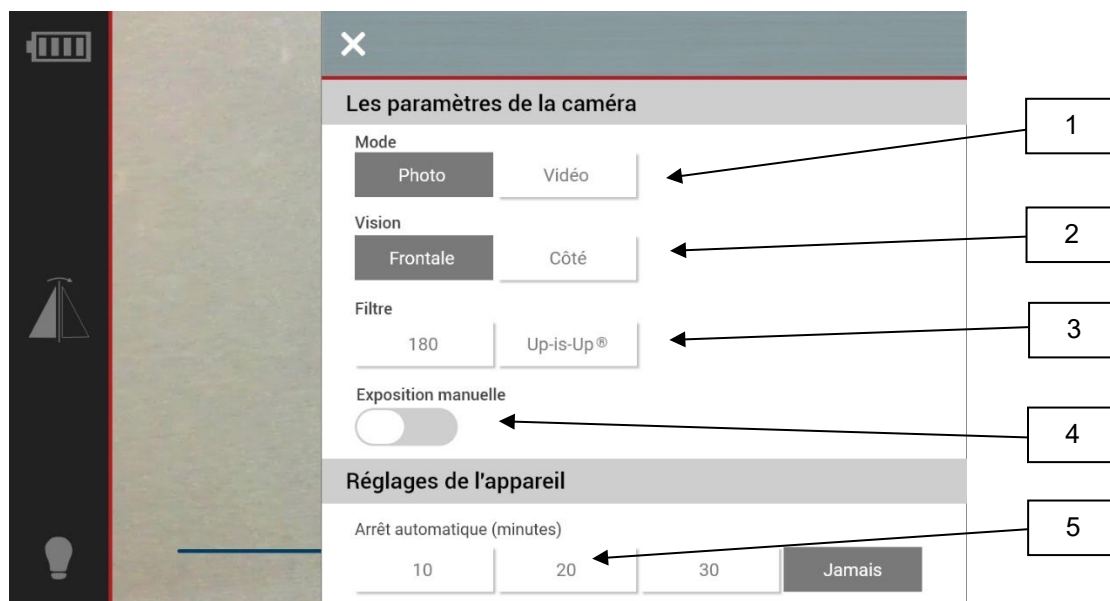 Les paramètres de la caméra
1
Mode
Photo Vidéo
2
Vision
Frontale Côté
Filtre
3
180 Up-is-Up®
Exposition manuelle
4
Réglages de l'appareil
Arrêt automatique (minutes)
5
10 20 30 Jamais